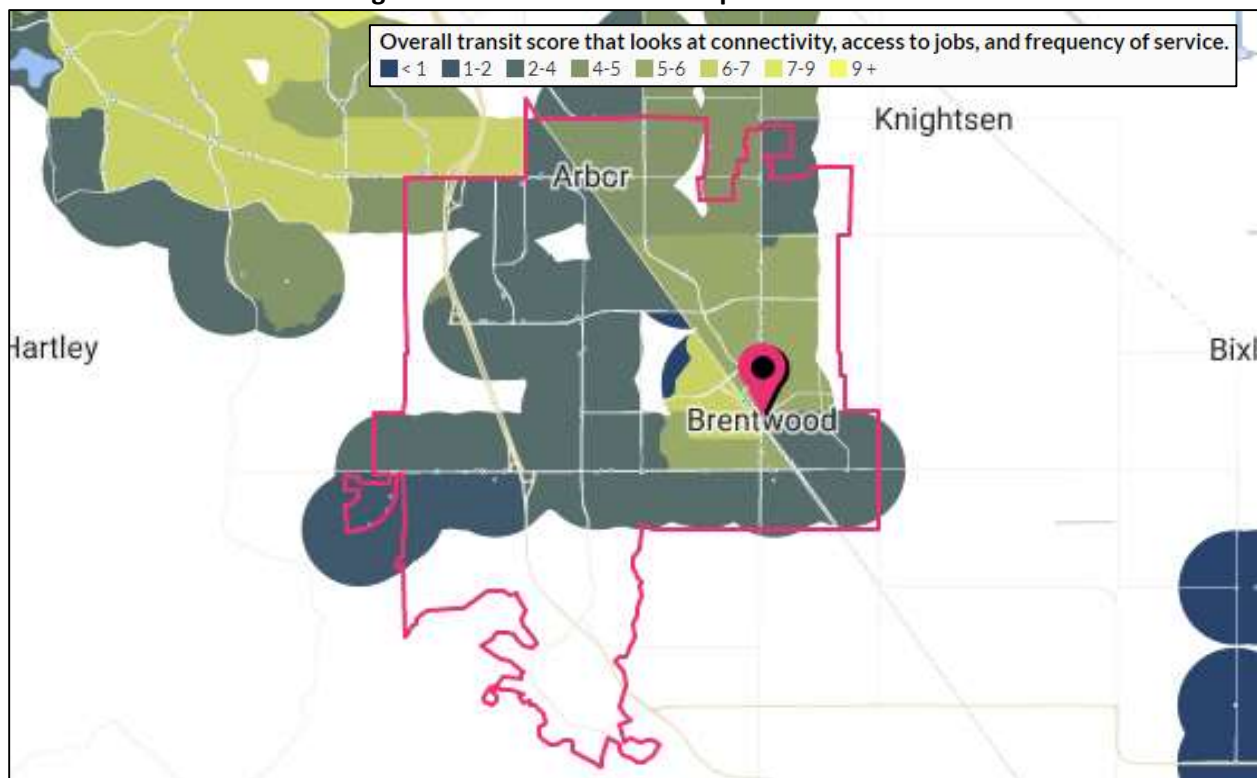 Overall transit score that looks at connectivity, access to jobs, and frequency of service.
< 1 1-2 2-4 4-5 5-6 6-7 7-9 9 +
Knightsen
Arbor
Hartley
Bixl
Brentwood